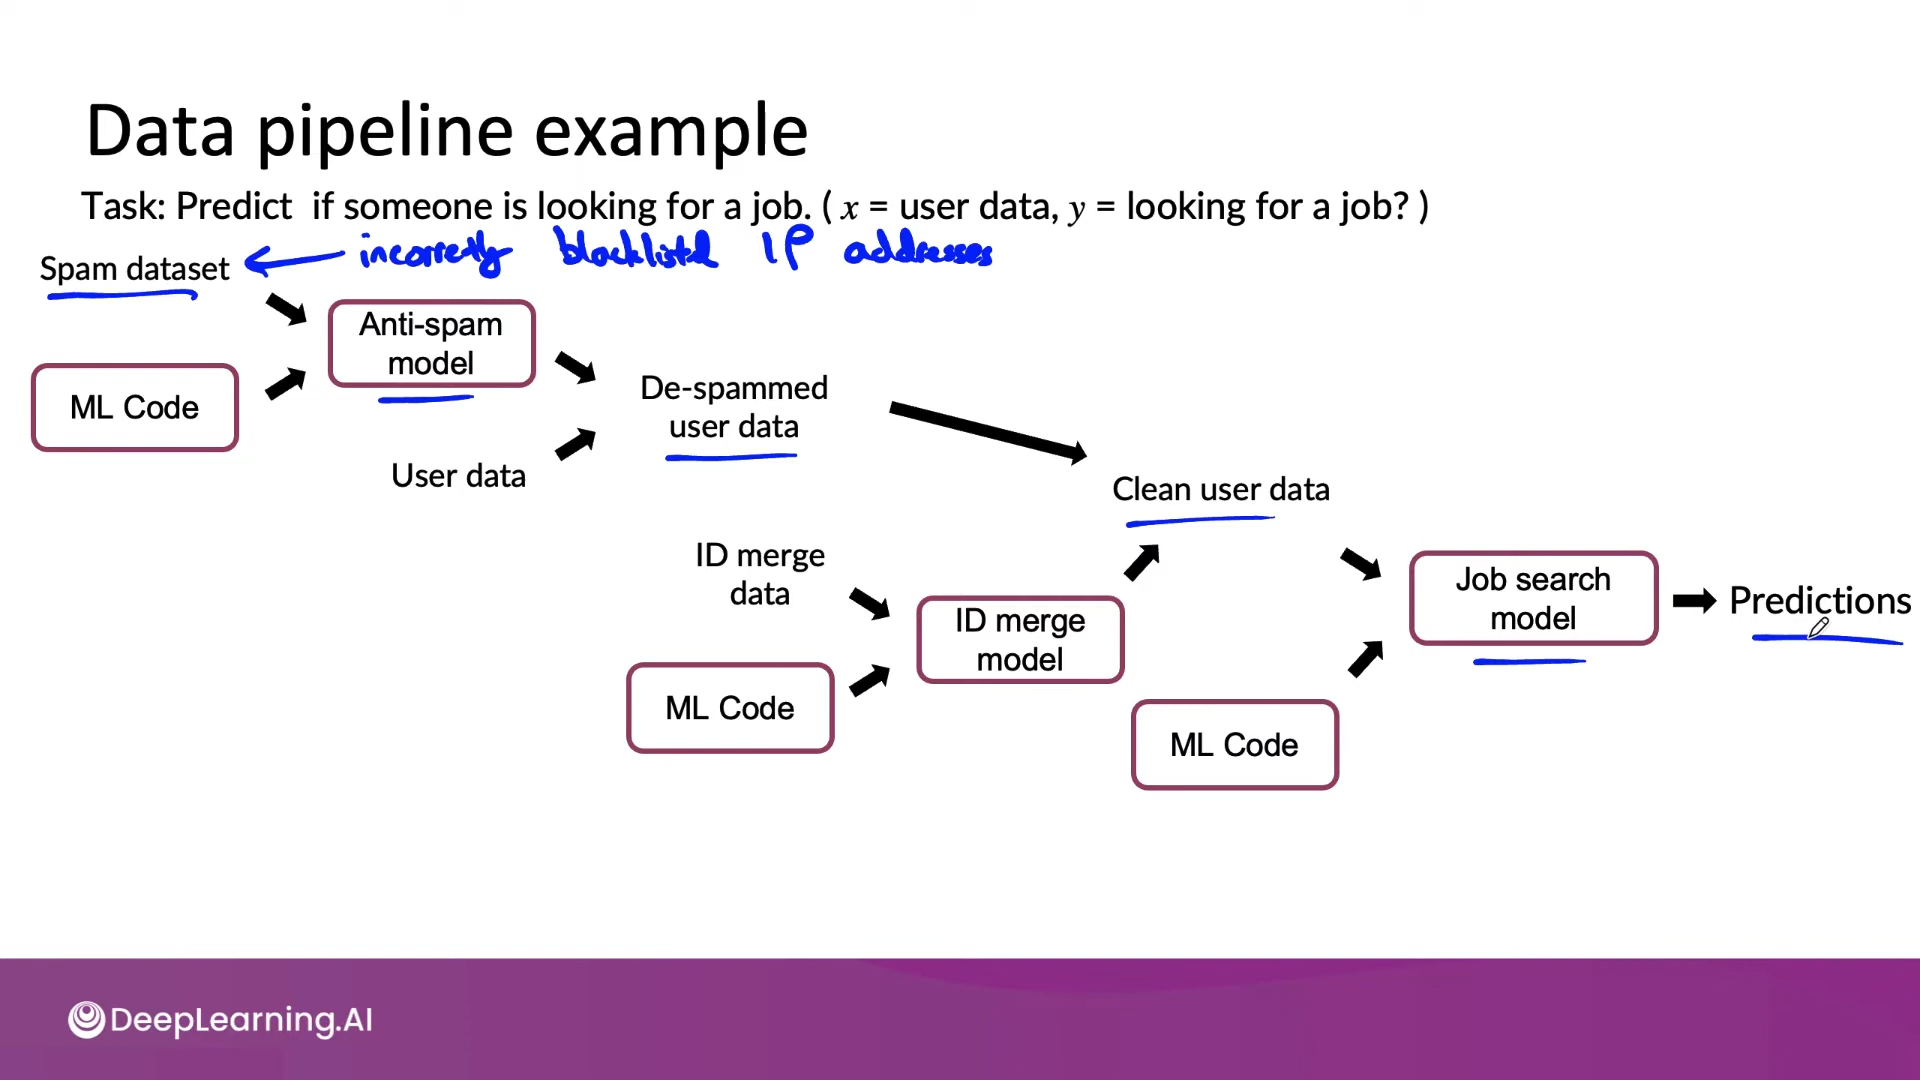 Data pipeline example
Task: Predict if someone is looking for a job. ( x = user data, y = looking for a job? )
incorrectly blocklisted IP addresses
Spam dataset
Anti-spam
model
ML Code
De-spammed
user data
User data
Clean user data
ID merge
data
ID merge
model
ML Code
Job search
model
Predictions
ML Code
DeepLearning.AI